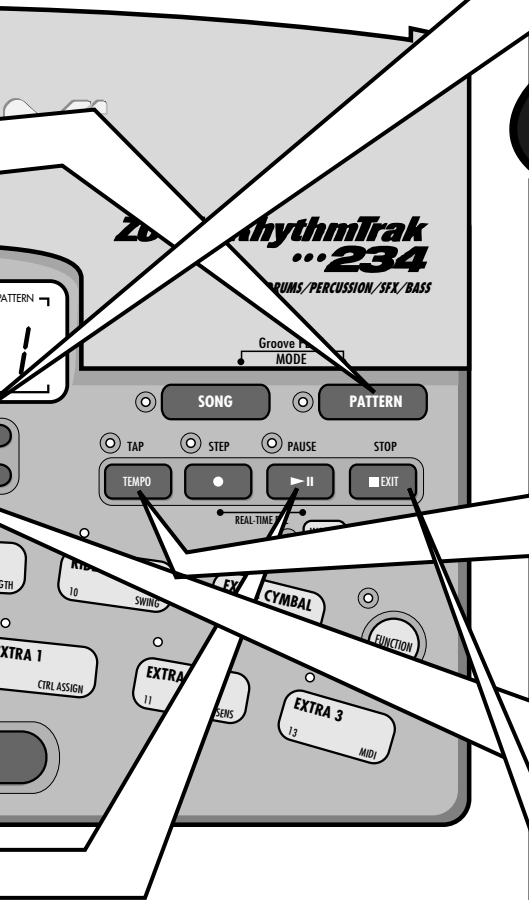 RhythmTrak
234
DRUMS/PERCUSSION/SFX/BASS
PATTERN
1
Groove
MODE
SONG PATTERN
TAP STEP PAUSE STOP
TEMPO ● ►II ■EXIT
REAL-TIME
10 SWING
CYMBAL
FUNCTION
EXTRA 1
CTRL ASSIGN
EXTRA
11
EXTRA 3
13 MIDI